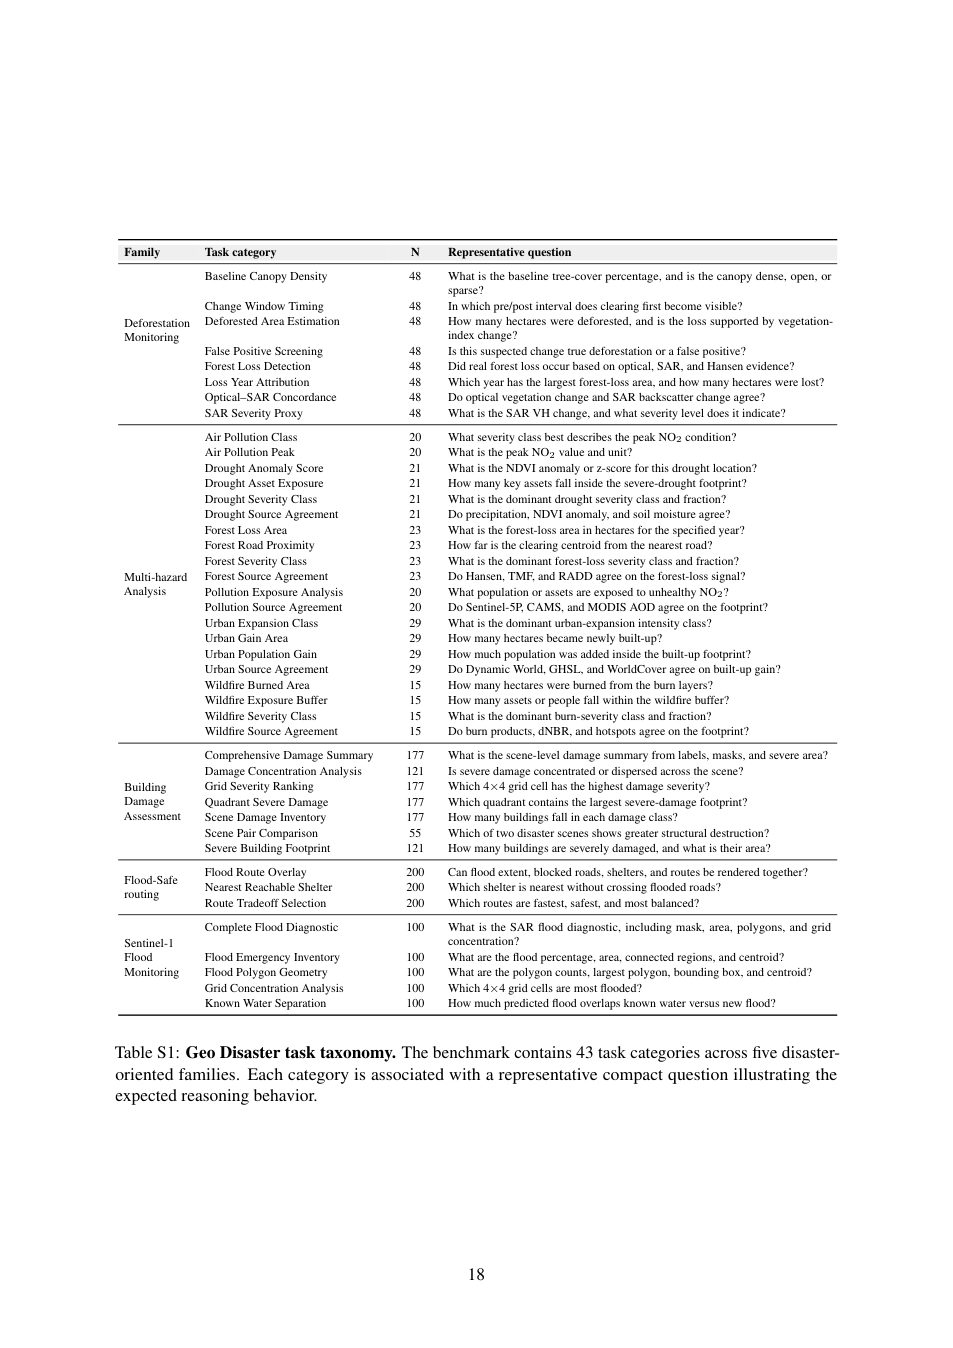 Family Task category N Representative question
Baseline Canopy Density 48 What is the baseline tree-cover percentage, and is the canopy dense, open, or
sparse?
Change Window Timing 48 In which pre/post interval does clearing first become visible?
Deforestation Monitoring
Deforested Area Estimation 48 How many hectares were deforested, and is the loss supported by vegetation-
index change?
False Positive Screening 48 Is this suspected change true deforestation or a false positive?
Forest Loss Detection 48 Did real forest loss occur based on optical, SAR, and Hansen evidence?
Loss Year Attribution 48 Which year has the largest forest-loss area, and how many hectares were lost?
Optical–SAR Concordance 48 Do optical vegetation change and SAR backscatter change agree?
SAR Severity Proxy 48 What is the SAR VH change, and what severity level does it indicate?
Air Pollution Class 20 What severity class best describes the peak NO₂ condition?
Air Pollution Peak 20 What is the peak NO₂ value and unit?
Drought Anomaly Score 21 What is the NDVI anomaly or z-score for this drought location?
Drought Asset Exposure 21 How many key assets fall inside the severe-drought footprint?
Drought Severity Class 21 What is the dominant drought severity class and fraction?
Drought Source Agreement 21 Do precipitation, NDVI anomaly, and soil moisture agree?
Forest Loss Area 23 What is the forest-loss area in hectares for the specified year?
Forest Road Proximity 23 How far is the clearing centroid from the nearest road?
Forest Severity Class 23 What is the dominant forest-loss severity class and fraction?
Multi-hazard
Analysis
Forest Source Agreement 23 Do Hansen, TMF, and RADD agree on the forest-loss signal?
Pollution Exposure Analysis 20 What population or assets are exposed to unhealthy NO₂?
Pollution Source Agreement 20 Do Sentinel-5P, CAMS, and MODIS AOD agree on the footprint?
Urban Expansion Class 29 What is the dominant urban-expansion intensity class?
Urban Gain Area 29 How many hectares became newly built-up?
Urban Population Gain 29 How much population was added inside the built-up footprint?
Urban Source Agreement 29 Do Dynamic World, GHSL, and WorldCover agree on built-up gain?
Wildfire Burned Area 15 How many hectares were burned from the burn layers?
Wildfire Exposure Buffer 15 How many assets or people fall within the wildfire buffer?
Wildfire Severity Class 15 What is the dominant burn-severity class and fraction?
Wildfire Source Agreement 15 Do burn products, dNBR, and hotspots agree on the footprint?
Comprehensive Damage Summary 177 What is the scene-level damage summary from labels, masks, and severe area?
Damage Concentration Analysis 121 Is severe damage concentrated or dispersed across the scene?
Building
Damage
Assessment
Grid Severity Ranking 177 Which 4×4 grid cell has the highest damage severity?
Quadrant Severe Damage 177 Which quadrant contains the largest severe-damage footprint?
Scene Damage Inventory 177 How many buildings fall in each damage class?
Scene Pair Comparison 55 Which of two disaster scenes shows greater structural destruction?
Severe Building Footprint 121 How many buildings are severely damaged, and what is their area?
Flood-Safe
routing
Flood Route Overlay 200 Can flood extent, blocked roads, shelters, and routes be rendered together?
Nearest Reachable Shelter 200 Which shelter is nearest without crossing flooded roads?
Route Tradeoff Selection 200 Which routes are fastest, safest, and most balanced?
Complete Flood Diagnostic 100 What is the SAR flood diagnostic, including mask, area, polygons, and grid
concentration?
Sentinel-1
Flood
Monitoring
Flood Emergency Inventory 100 What are the flood percentage, area, connected regions, and centroid?
Flood Polygon Geometry 100 What are the polygon counts, largest polygon, bounding box, and centroid?
Grid Concentration Analysis 100 Which 4×4 grid cells are most flooded?
Known Water Separation 100 How much predicted flood overlaps known water versus new flood?
Table S1: Geo Disaster task taxonomy. The benchmark contains 43 task categories across five disaster-
oriented families. Each category is associated with a representative compact question illustrating the
expected reasoning behavior.
18